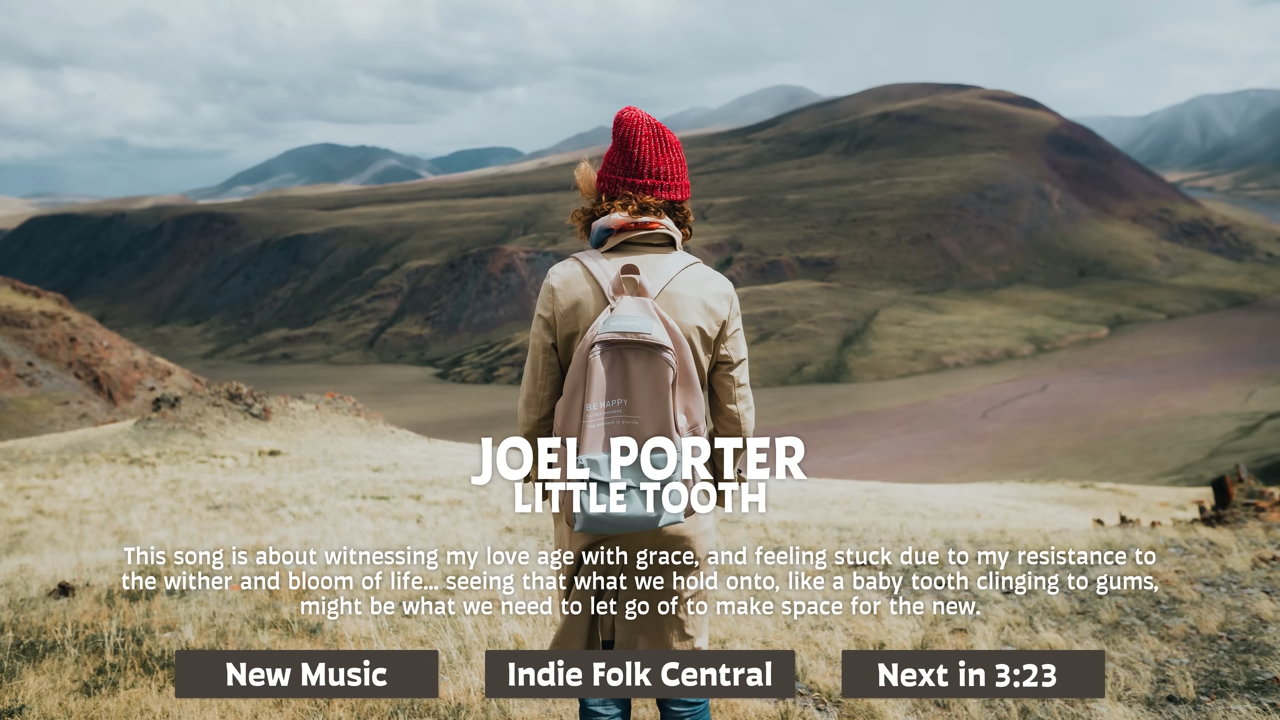 BE HAPPY
JOEL PORTER
LITTLE TOOTH
This song is about witnessing my love age with grace, and feeling stuck due to my resistance to
the wither and bloom of life... seeing that what we hold onto, like a baby tooth clinging to gums,
might be what we need to let go of to make space for the new.
New Music
Indie Folk Central
Next in 3:23